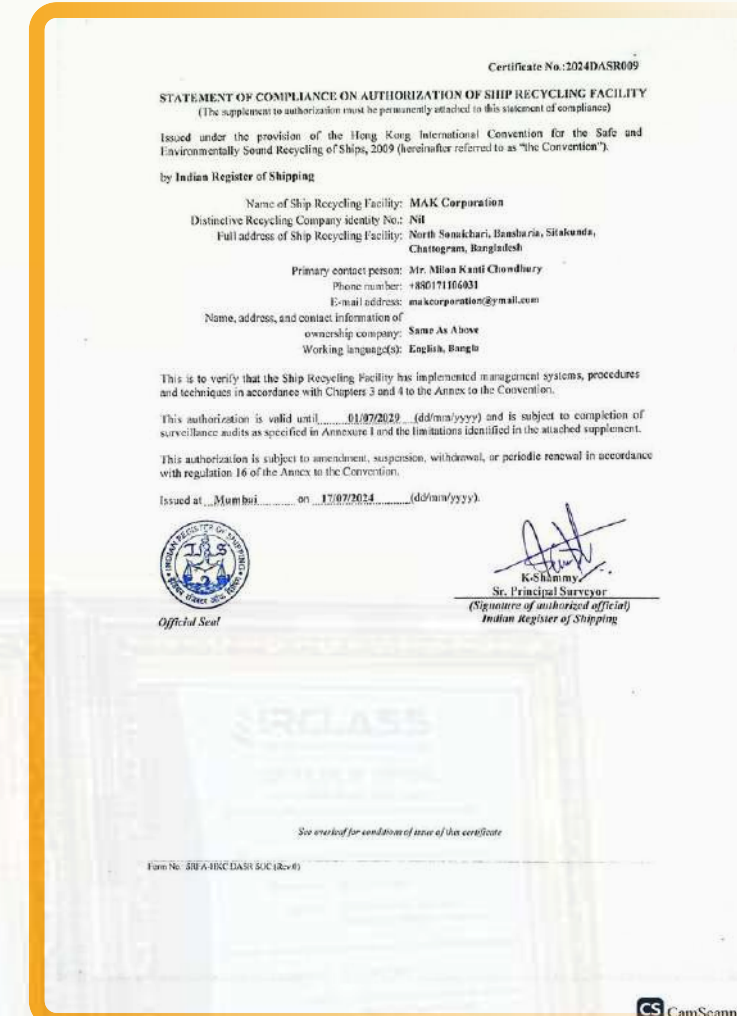 Certificate No.:2024DASR009
STATEMENT OF COMPLIANCE ON AUTHORIZATION OF SHIP RECYCLING FACILITY
(The supplement to authorization must be permanently attached to this statement of compliance)
Issued under the provision of the Hong Kong International Convention for the Safe and
Environmentally Sound Recycling of Ships, 2009 (hereinafter referred to as "the Convention").
by Indian Register of Shipping
Name of Ship Recycling Facility: MAK Corporation
Distinctive Recycling Company identity No.: Nil
Full address of Ship Recycling Facility: North Sonakhari, Bansbaria, Sitakunda,
Chattogram, Bangladesh
Primary contact person: Mr. Milon Kanti Chowdhury
Phone number: +880171106031
E-mail address: makcorporation@ymail.com
Name, address, and contact information of
ownership company: Same As Above
Working language(s): English, Bangla
This is to verify that the Ship Recycling Facility has implemented management systems, procedures
and techniques in accordance with Chapters 3 and 4 to the Annex to the Convention.
This authorization is valid until 01/07/2029 (dd/mm/yyyy) and is subject to completion of
surveillance audits as specified in Annexure I and the limitations identified in the attached supplement.
This authorization is subject to amendment, suspension, withdrawal, or periodic renewal in accordance
with regulation 16 of the Annex to the Convention.
Issued at Mumbai on 17/07/2024 (dd/mm/yyyy).
INDIAN REGISTER OF SHIPPING
IRS
K-Shammy
Sr. Principal Surveyor
(Signature of authorized official)
Indian Register of Shipping
Official Seal
IRCLASS
See overleaf for conditions of issue of this certificate
Form No. SRFA-HKC DASR SOC (Rev.0)
CS CamScann